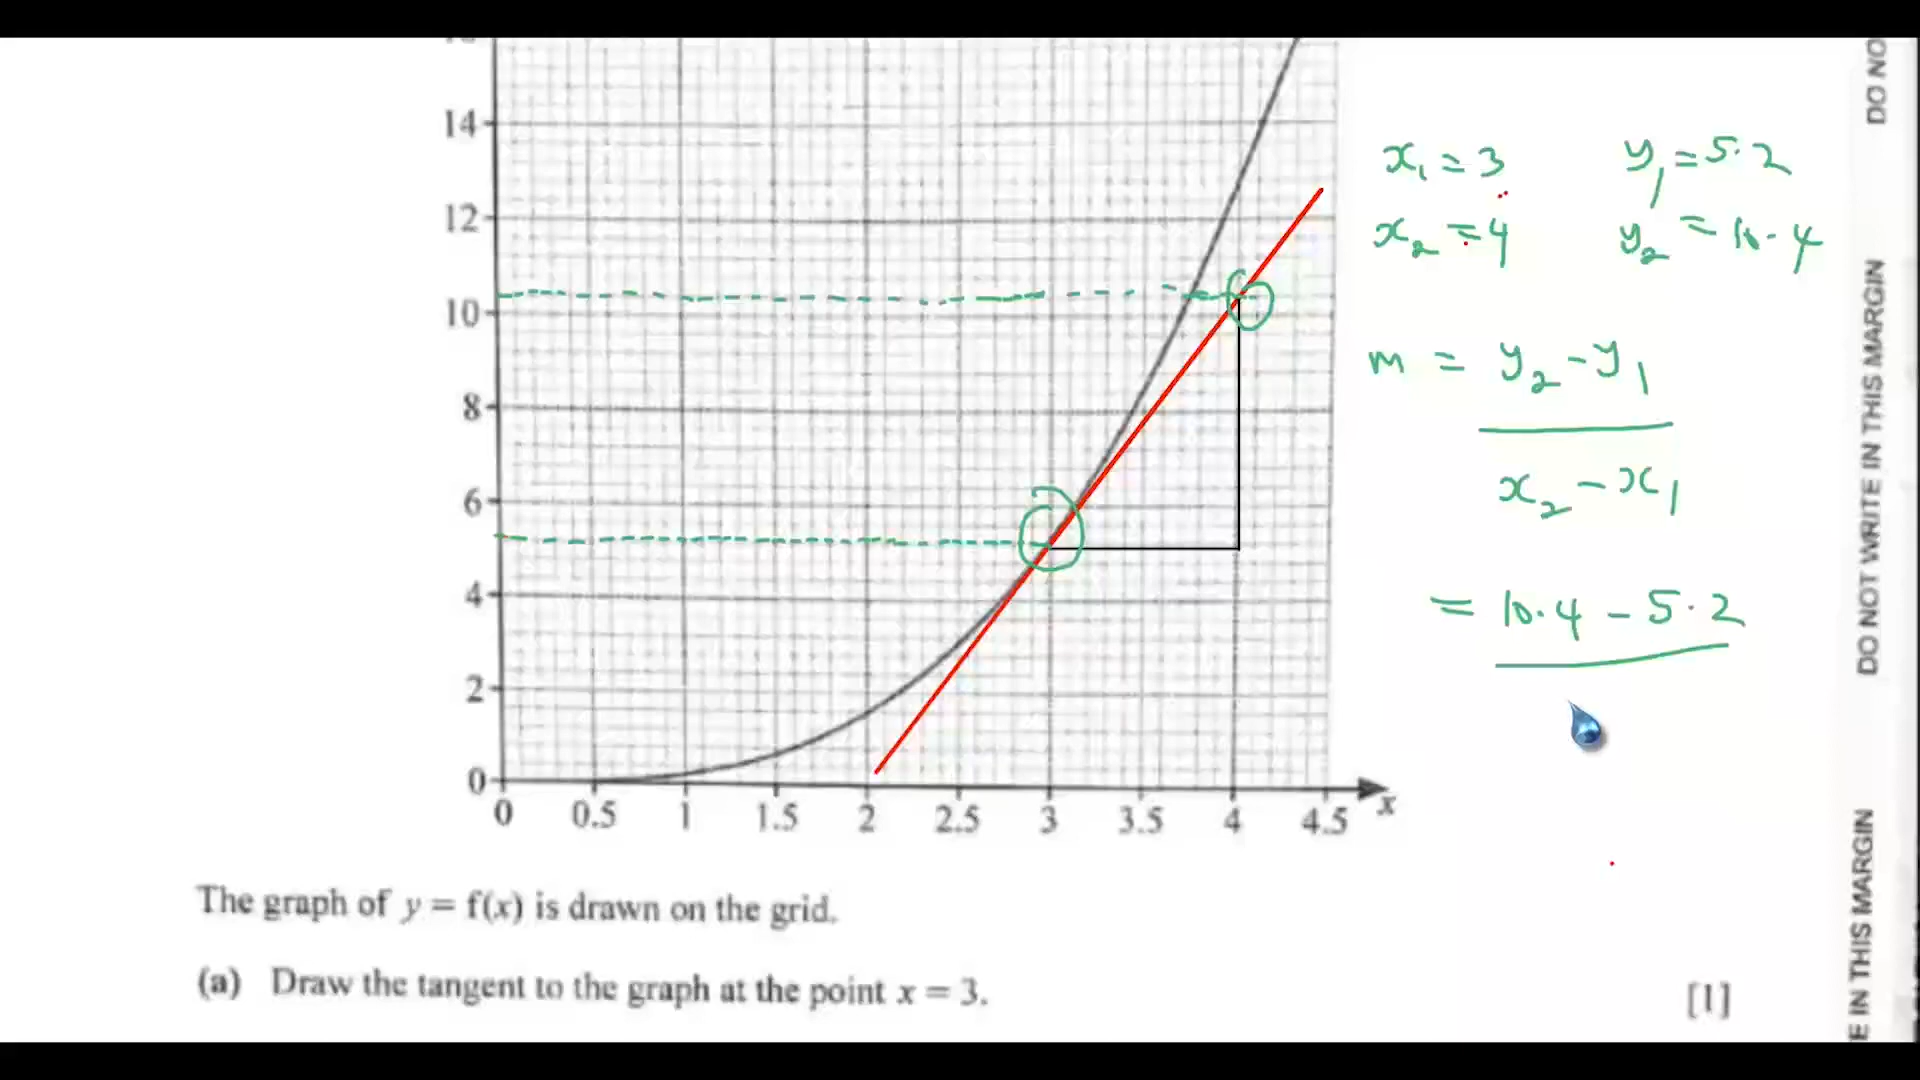 14
12
10
8
6
4
2
0
0 0.5 1 1.5 2 2.5 3 3.5 4 4.5 x
x₁ = 3 y₁ = 5.2
x₂ = 4 y₂ = 10.4
m = y₂ - y₁
x₂ - x₁
= 10.4 - 5.2
The graph of y = f(x) is drawn on the grid.
(a) Draw the tangent to the graph at the point x = 3.
[1]
DO NO
DO NOT WRITE IN THIS MARGIN
E IN THIS MARGIN